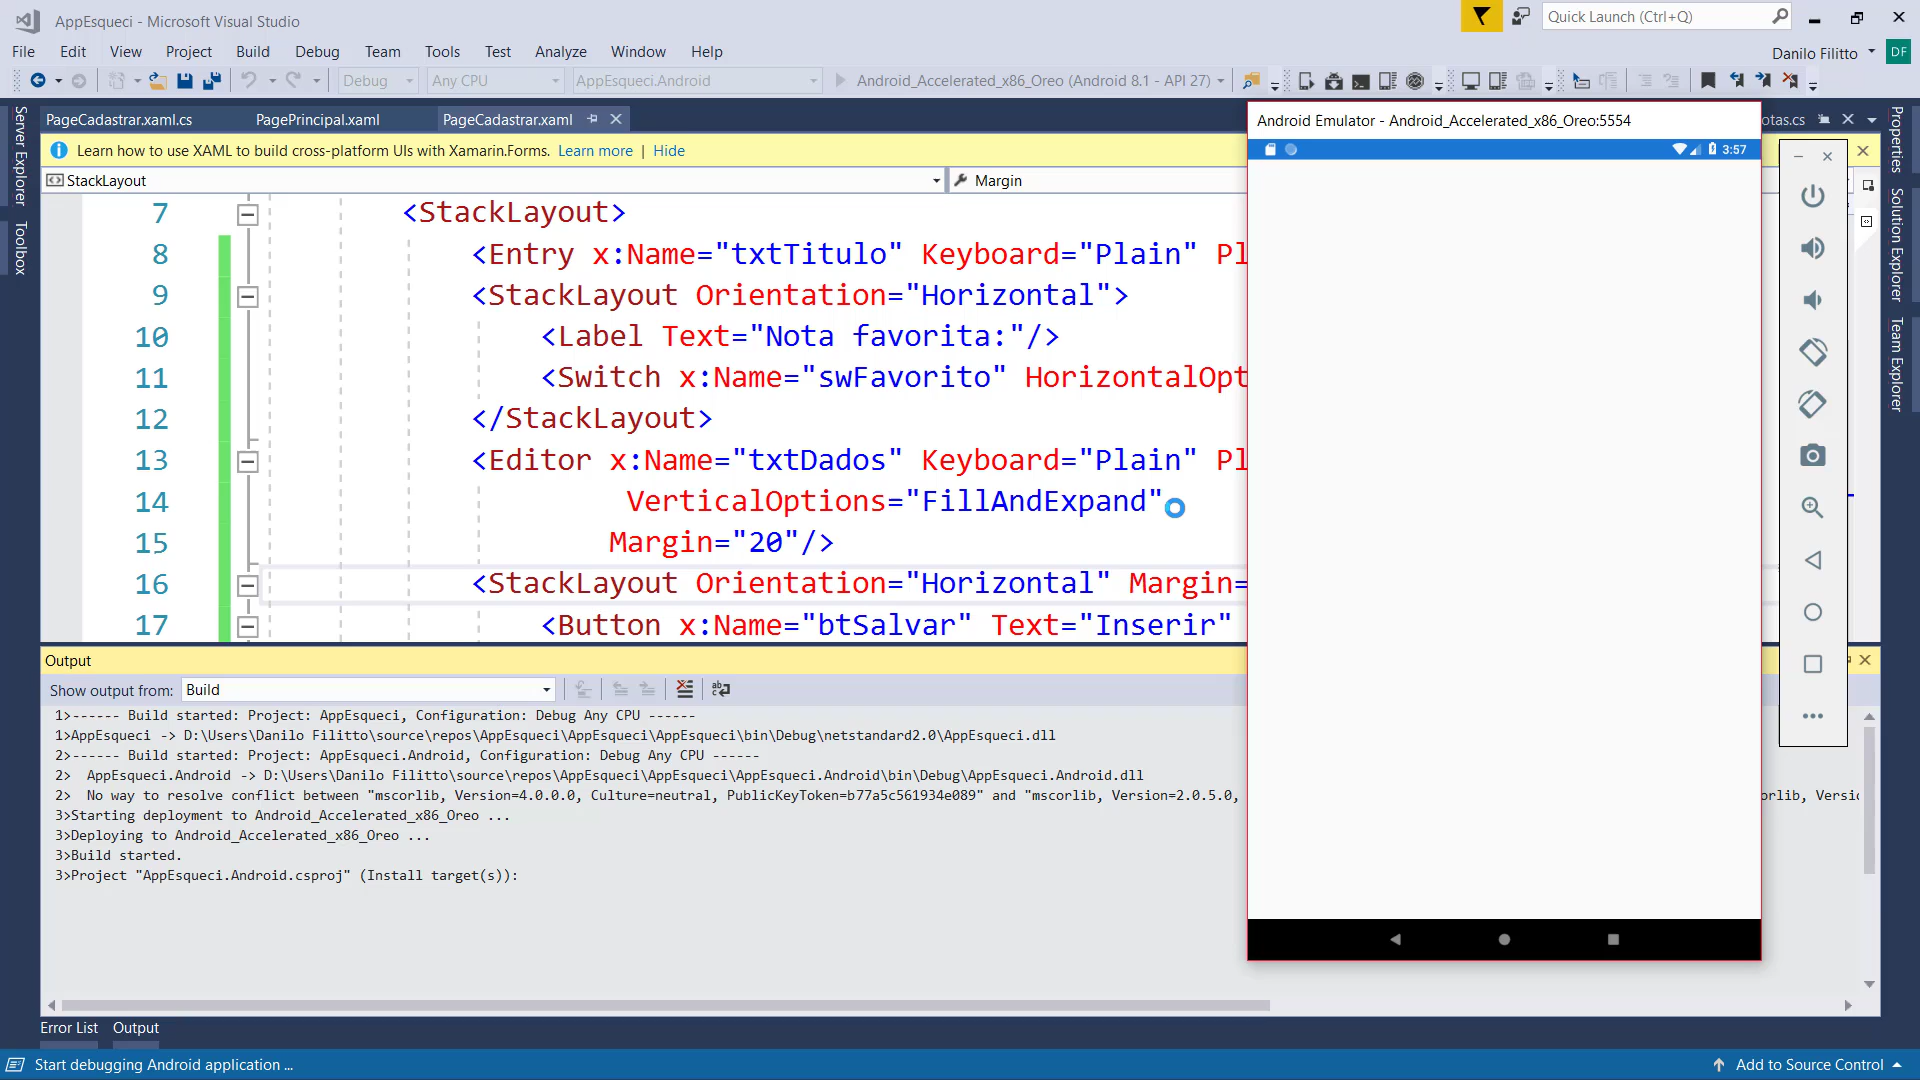 AppEsqueci - Microsoft Visual Studio
Quick Launch (Ctrl+Q)
File Edit View Project Build Debug Team Tools Test Analyze Window Help
Danilo Filitto
DF
Debug Any CPU AppEsqueci.Android Android_Accelerated_x86_Oreo (Android 8.1 - API 27)
PageCadastrar.xaml.cs PagePrincipal.xaml PageCadastrar.xaml otas.cs
Learn how to use XAML to build cross-platform UIs with Xamarin.Forms. Learn more | Hide
StackLayout Margin
7 <StackLayout>
8 <Entry x:Name="txtTitulo" Keyboard="Plain" Pl
9 <StackLayout Orientation="Horizontal">
10 <Label Text="Nota favorita:"/>
11 <Switch x:Name="swFavorito" HorizontalOpt
12 </StackLayout>
13 <Editor x:Name="txtDados" Keyboard="Plain" Pl
14 VerticalOptions="FillAndExpand"
15 Margin="20"/>
16 <StackLayout Orientation="Horizontal" Margin=
17 <Button x:Name="btSalvar" Text="Inserir"
Server Explorer
Toolbox
Android Emulator - Android_Accelerated_x86_Oreo:5554
3:57
Properties
Solution Explorer
Team Explorer
Output
Show output from: Build
1>------ Build started: Project: AppEsqueci, Configuration: Debug Any CPU ------
1>AppEsqueci -> D:\Users\Danilo Filitto\source\repos\AppEsqueci\AppEsqueci\AppEsqueci\bin\Debug\netstandard2.0\AppEsqueci.dll
2>------ Build started: Project: AppEsqueci.Android, Configuration: Debug Any CPU ------
2> AppEsqueci.Android -> D:\Users\Danilo Filitto\source\repos\AppEsqueci\AppEsqueci\AppEsqueci.Android\bin\Debug\AppEsqueci.Android.dll
2> No way to resolve conflict between "mscorlib, Version=4.0.0.0, Culture=neutral, PublicKeyToken=b77a5c561934e089" and "mscorlib, Version=2.0.5.0, orlib, Versic
3>Starting deployment to Android_Accelerated_x86_Oreo ...
3>Deploying to Android_Accelerated_x86_Oreo ...
3>Build started.
3>Project "AppEsqueci.Android.csproj" (Install target(s)):
Error List Output
Start debugging Android application ...
Add to Source Control